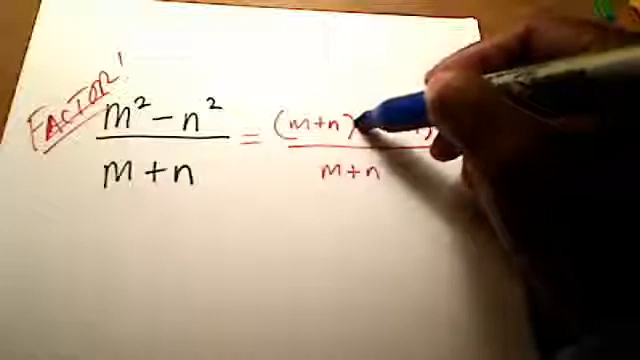 FACTOR!
m² - n² / m + n = (m+n) / m+n